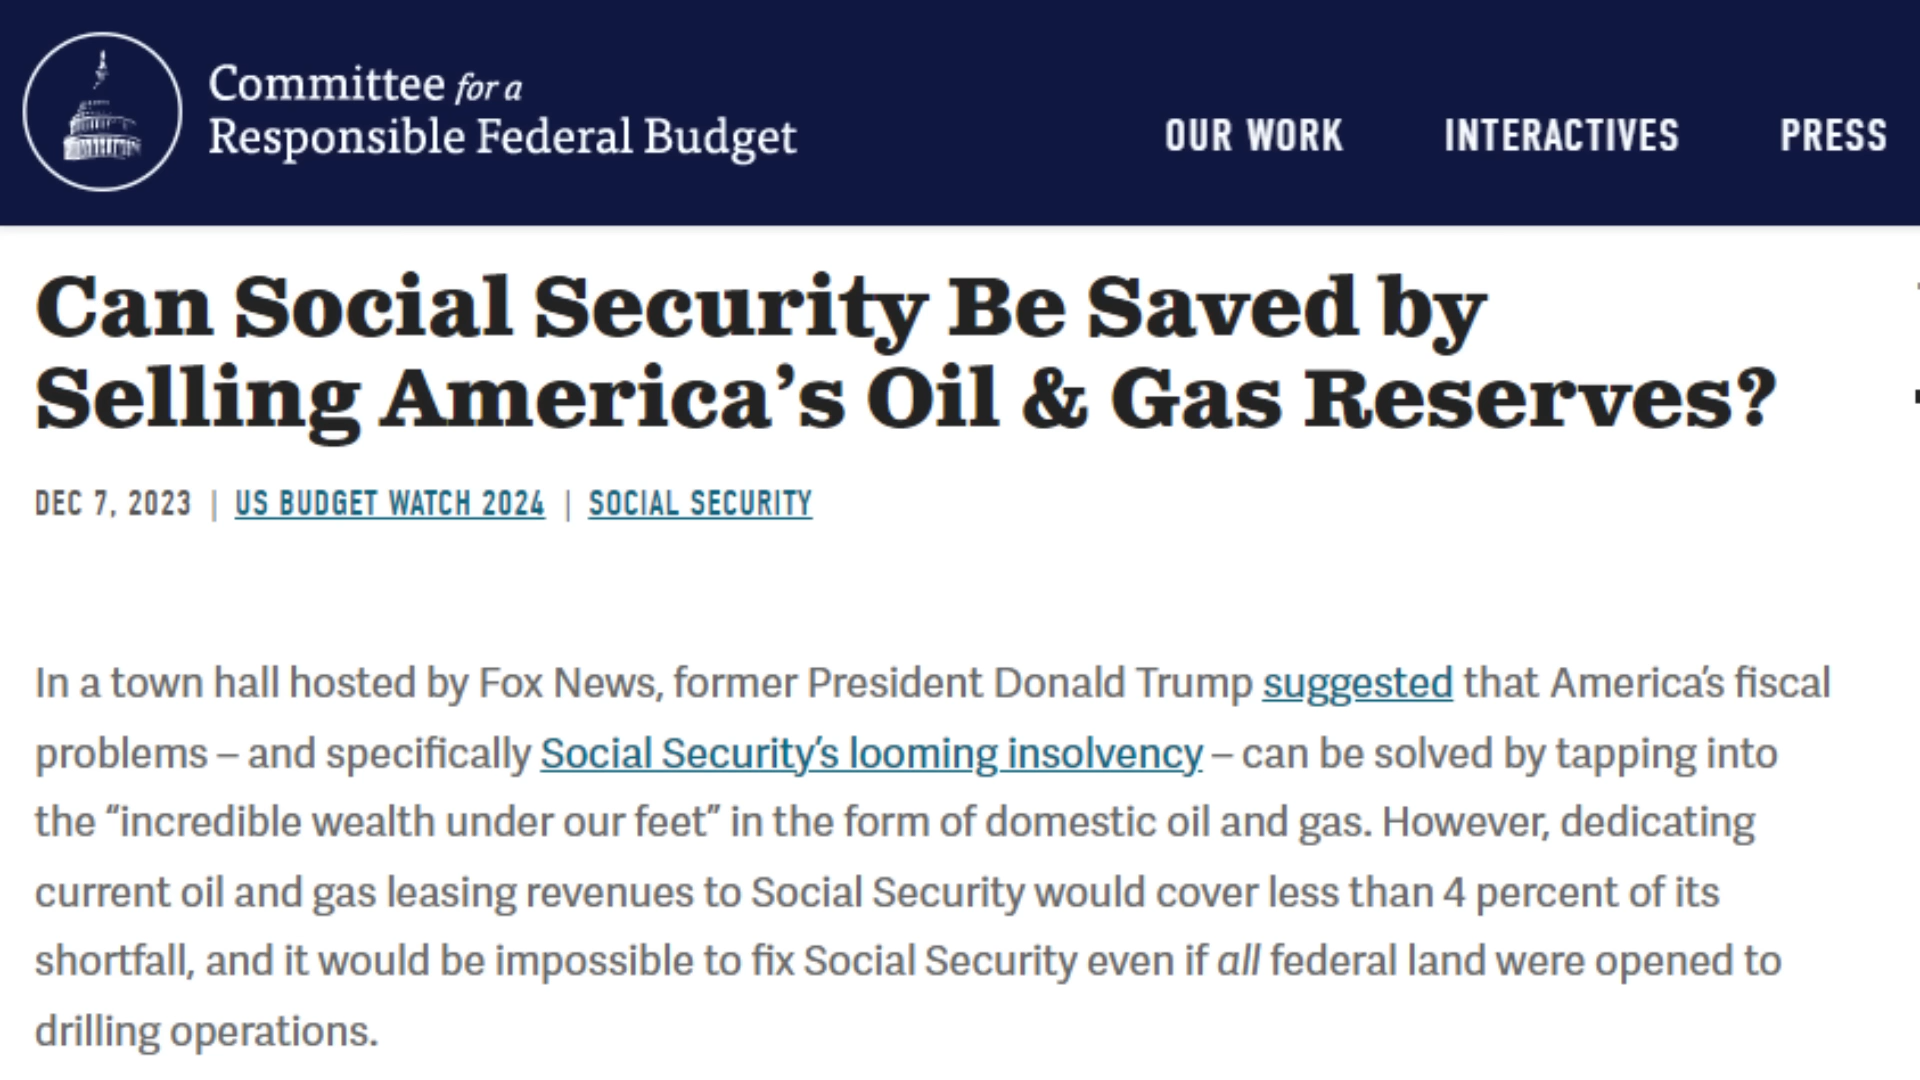 Committee for a
Responsible Federal Budget
OUR WORK INTERACTIVES PRESS
Can Social Security Be Saved by
Selling America’s Oil & Gas Reserves?
DEC 7, 2023 | US BUDGET WATCH 2024 | SOCIAL SECURITY
In a town hall hosted by Fox News, former President Donald Trump suggested that America’s fiscal
problems – and specifically Social Security’s looming insolvency – can be solved by tapping into
the “incredible wealth under our feet” in the form of domestic oil and gas. However, dedicating
current oil and gas leasing revenues to Social Security would cover less than 4 percent of its
shortfall, and it would be impossible to fix Social Security even if all federal land were opened to
drilling operations.